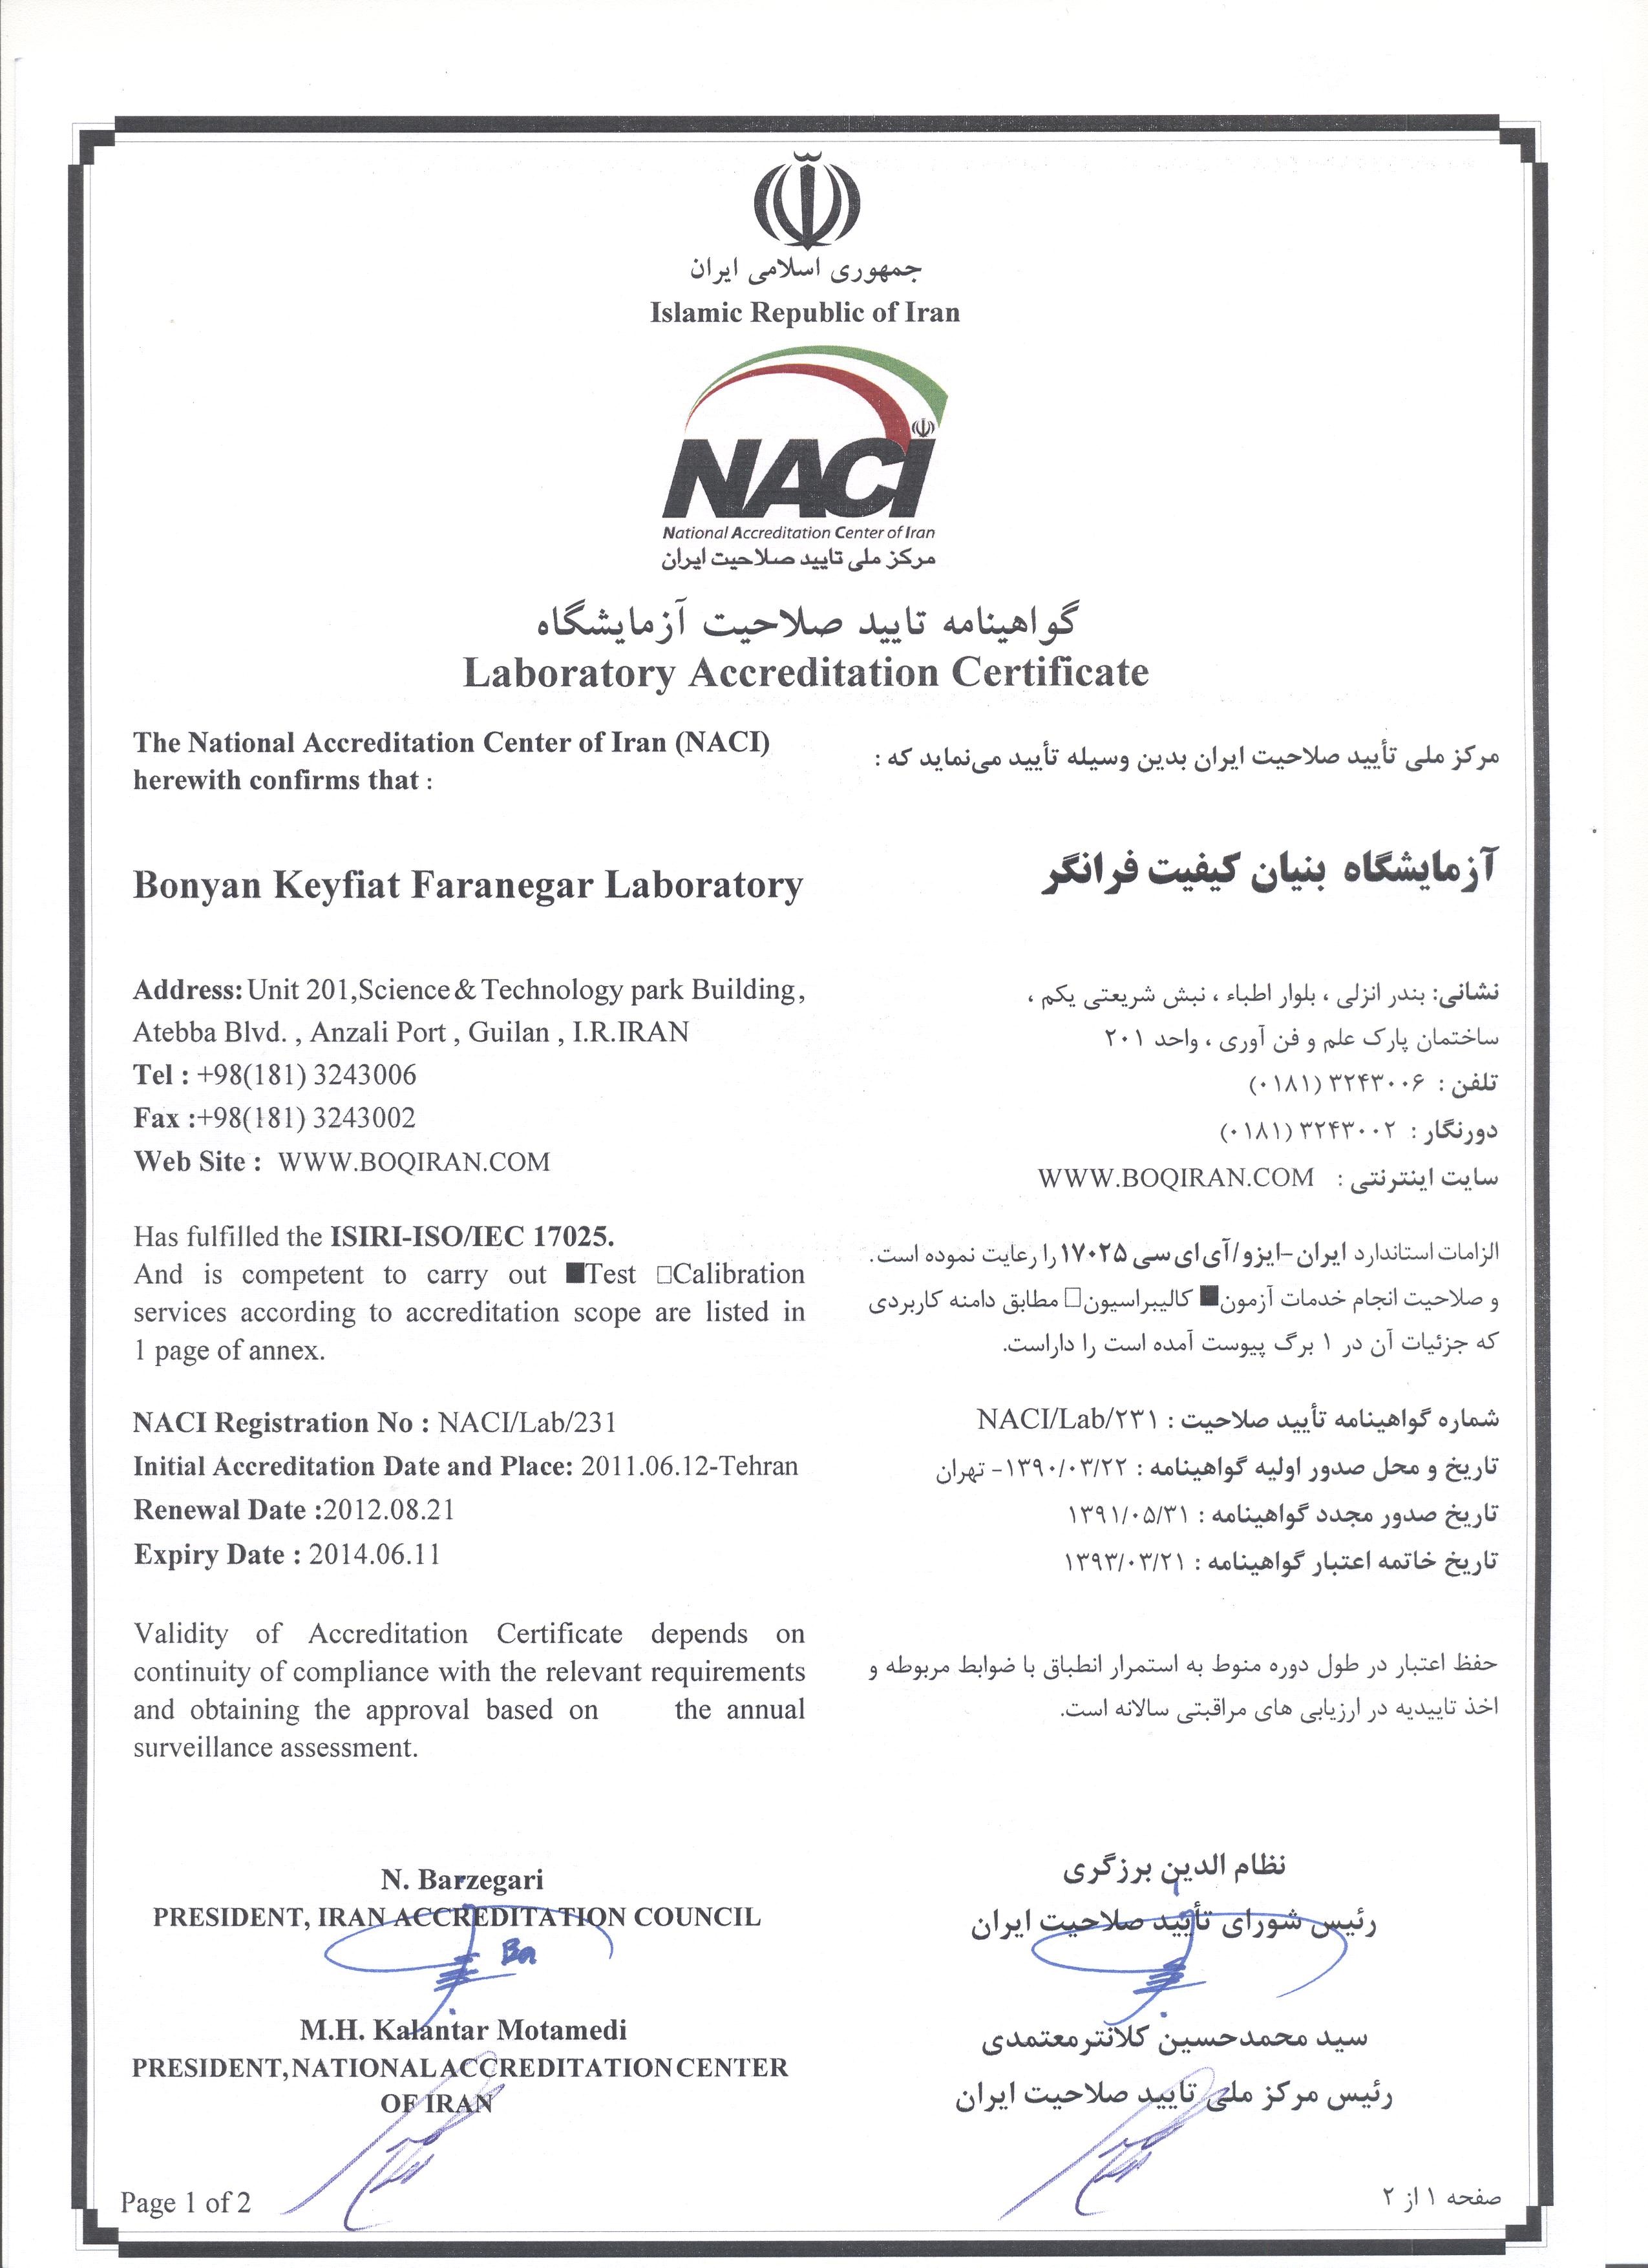 جمهوری اسلامی ایران
Islamic Republic of Iran
NACI
National Accreditation Center of Iran
مرکز ملی تایید صلاحیت ایران
گواهینامه تایید صلاحیت آزمایشگاه
Laboratory Accreditation Certificate
The National Accreditation Center of Iran (NACI)
herewith confirms that :
Bonyan Keyfiat Faranegar Laboratory
Address: Unit 201,Science & Technology park Building,
Atebba Blvd. , Anzali Port , Guilan , I.R.IRAN
Tel : +98(181) 3243006
Fax :+98(181) 3243002
Web Site : WWW.BOQIRAN.COM
Has fulfilled the ISIRI-ISO/IEC 17025.
And is competent to carry out ■Test □Calibration
services according to accreditation scope are listed in
1 page of annex.
NACI Registration No : NACI/Lab/231
Initial Accreditation Date and Place: 2011.06.12-Tehran
Renewal Date :2012.08.21
Expiry Date : 2014.06.11
Validity of Accreditation Certificate depends on
continuity of compliance with the relevant requirements
and obtaining the approval based on the annual
surveillance assessment.
N. Barzegari
PRESIDENT, IRAN ACCREDITATION COUNCIL
M.H. Kalantar Motamedi
PRESIDENT, NATIONAL ACCREDITATION CENTER
OF IRAN
Page 1 of 2
مرکز ملی تأیید صلاحیت ایران بدین وسیله تأیید می‌نماید که :
آزمایشگاه بنیان کیفیت فرانگر
نشانی: بندر انزلی ، بلوار اطباء ، نبش شریعتی یکم ،
ساختمان پارک علم و فن آوری ، واحد ۲۰۱
تلفن : ۳۲۴۳۰۰۶ (۰۱۸۱)
دورنگار : ۳۲۴۳۰۰۲ (۰۱۸۱)
سایت اینترنتی : WWW.BOQIRAN.COM
الزامات استاندارد ایران-ایزو/آی ای سی ۱۷۰۲۵ را رعایت نموده است.
و صلاحیت انجام خدمات آزمون■ کالیبراسیون□ مطابق دامنه کاربردی
که جزئیات آن در ۱ برگ پیوست آمده است را داراست.
شماره گواهینامه تأیید صلاحیت : NACI/Lab/۲۳۱
تاریخ و محل صدور اولیه گواهینامه : ۱۳۹۰/۰۳/۲۲- تهران
تاریخ صدور مجدد گواهینامه : ۱۳۹۱/۰۵/۳۱
تاریخ خاتمه اعتبار گواهینامه : ۱۳۹۳/۰۳/۲۱
حفظ اعتبار در طول دوره منوط به استمرار انطباق با ضوابط مربوطه و
اخذ تاییدیه در ارزیابی های مراقبتی سالانه است.
نظام الدین برزگری
رئیس شورای تأیید صلاحیت ایران
سید محمدحسین کلانترمعتمدی
رئیس مرکز ملی تایید صلاحیت ایران
صفحه ۱ از ۲